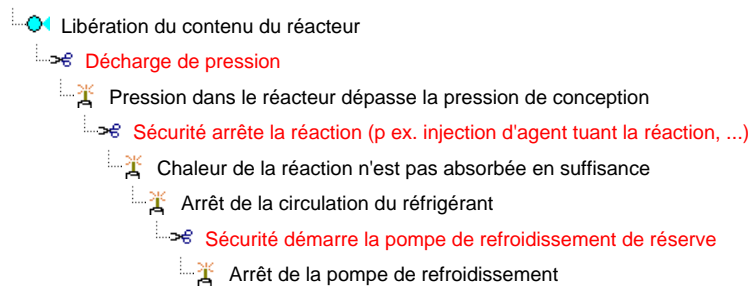 Libération du contenu du réacteur
Décharge de pression
Pression dans le réacteur dépasse la pression de conception
Sécurité arrête la réaction (p ex. injection d'agent tuant la réaction, ...)
Chaleur de la réaction n'est pas absorbée en suffisance
Arrêt de la circulation du réfrigérant
Sécurité démarre la pompe de refroidissement de réserve
Arrêt de la pompe de refroidissement